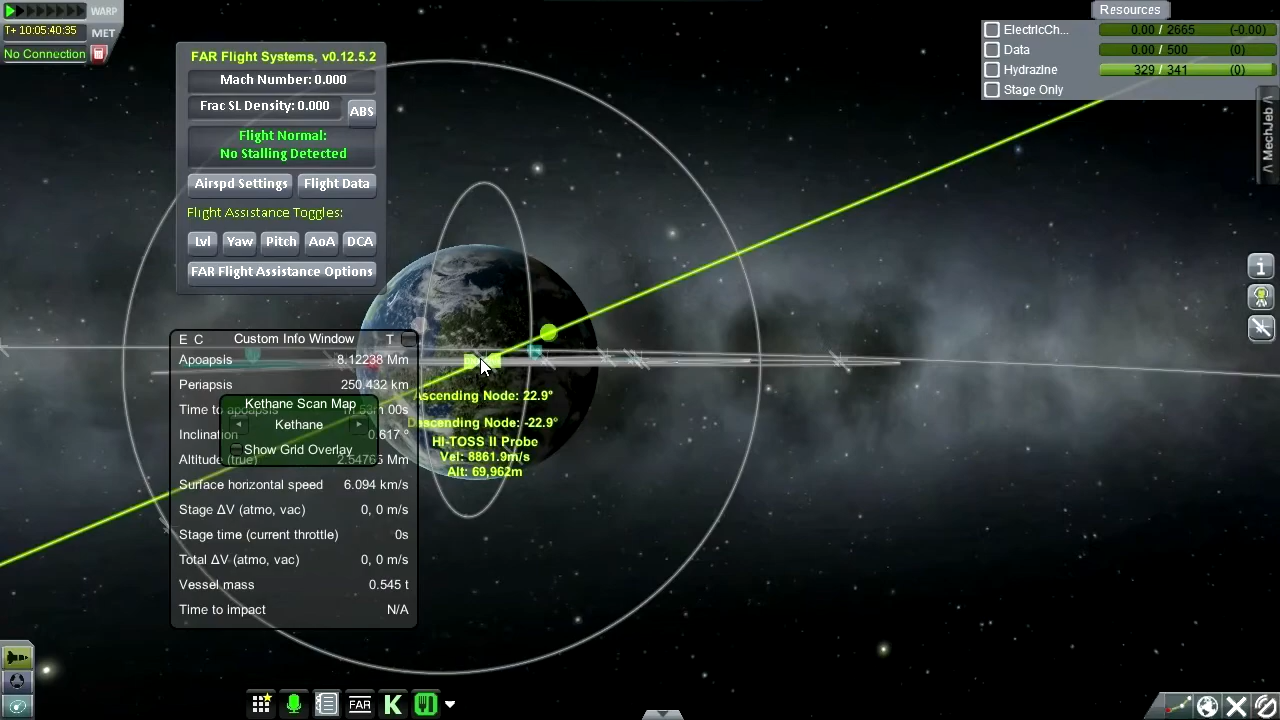 WARP
T+ 10:05:40:35
MET
No Connection
Resources
ElectricCh... 0.00 / 2665 (-0.00)
Data 0.00 / 500 (0)
Hydrazine 329 / 341 (0)
Stage Only
< MechJeb <
FAR Flight Systems, v0.12.5.2
Mach Number: 0.000
Frac SL Density: 0.000
ABS
Flight Normal:
No Stalling Detected
Airspd Settings Flight Data
Flight Assistance Toggles:
Lvl Yaw Pitch AoA DCA
FAR Flight Assistance Options
E C Custom Info Window T
Apoapsis 8.12238 Mm
Periapsis 250.432 km
Kethane Scan Map
Kethane
Show Grid Overlay
Inclination 0.617 º
Altitude (true) 2.54765 Mm
Surface horizontal speed 6.094 km/s
Stage ΔV (atmo, vac) 0, 0 m/s
Stage time (current throttle) 0s
Total ΔV (atmo, vac) 0, 0 m/s
Vessel mass 0.545 t
Time to impact N/A
Ascending Node: 22.9°
Descending Node: -22.9°
HI-TOSS II Probe
Vel: 8861.9m/s
Alt: 69,962m
FAR
K